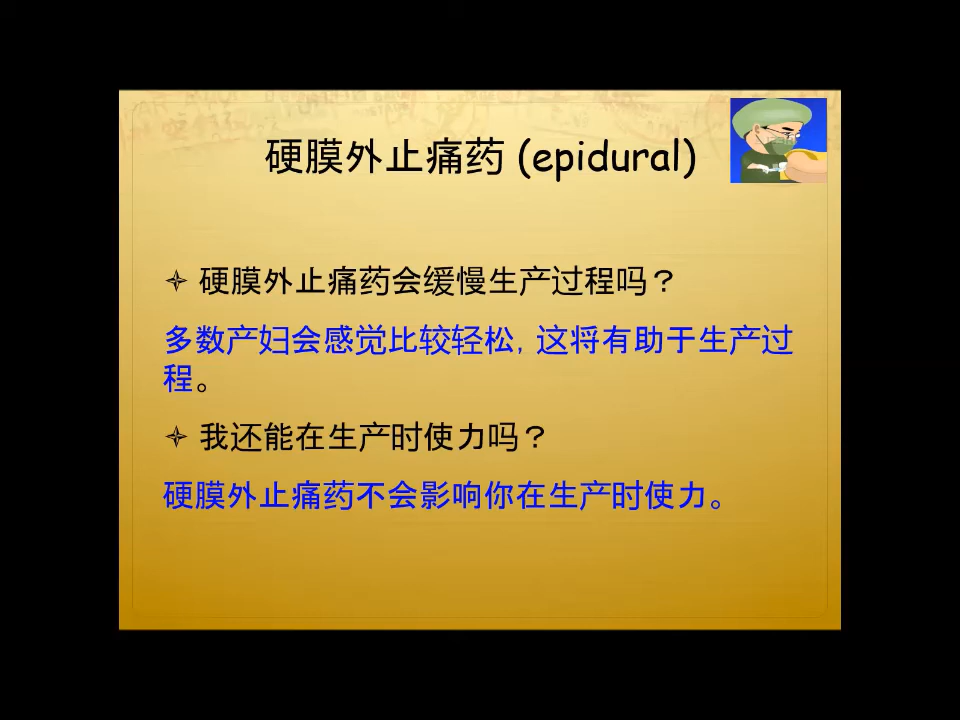 硬膜外止痛药 (epidural)
硬膜外止痛药会缓慢生产过程吗？
多数产妇会感觉比较轻松, 这将有助于生产过
程。
我还能在生产时使力吗？
硬膜外止痛药不会影响你在生产时使力。